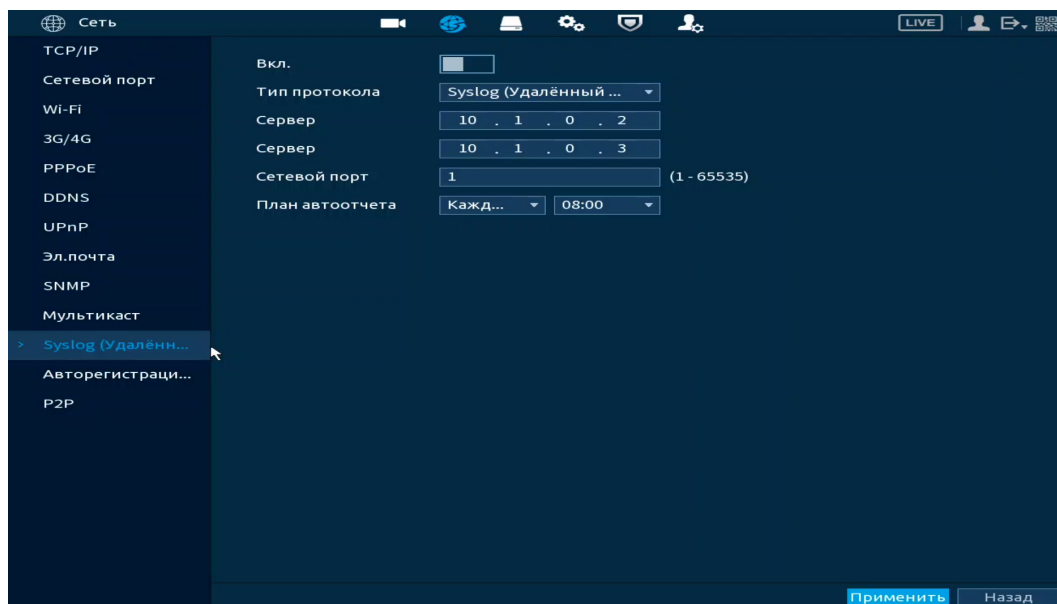 Сеть
LIVE
TCP/IP
Сетевой порт
Wi-Fi
3G/4G
PPPoE
DDNS
UPnP
Эл.почта
SNMP
Мультикаст
> Syslog (Удалённ...
Авторегистраци...
P2P
Вкл.
Тип протокола Syslog (Удалённый ...
Сервер 10 . 1 . 0 . 2
Сервер 10 . 1 . 0 . 3
Сетевой порт 1 (1 - 65535)
План автоотчета Кажд... 08:00
Применить Назад